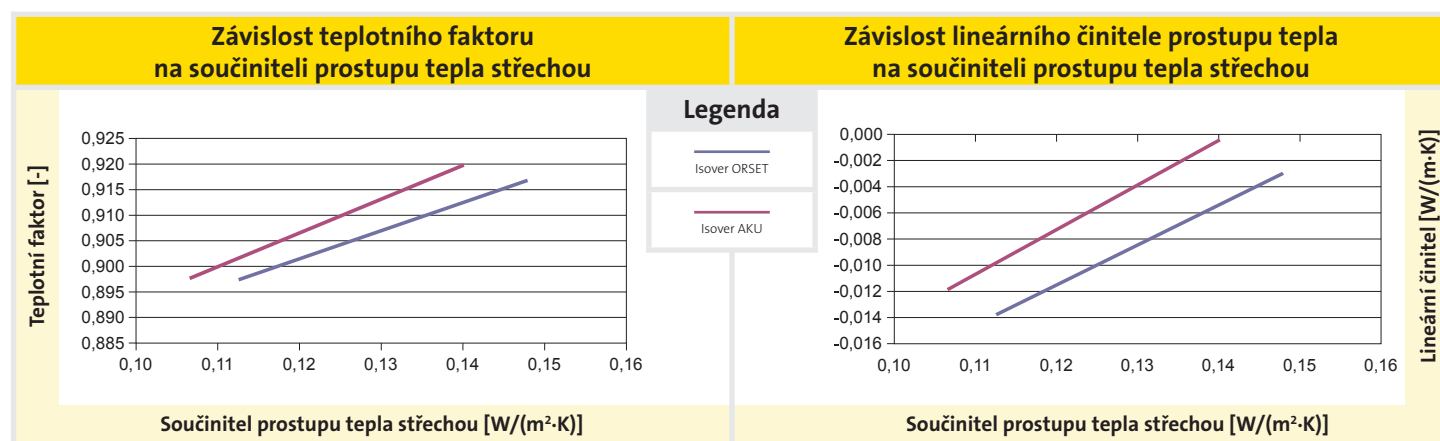 Závislost teplotního faktoru
na součiniteli prostupu tepla střechou
Teplotní faktor [-]
0,925
0,920
0,915
0,910
0,905
0,900
0,895
0,890
0,885
0,10 0,11 0,12 0,13 0,14 0,15 0,16
Součinitel prostupu tepla střechou [W/(m²·K)]
Legenda
Isover ORSET
Isover AKU
Závislost lineárního činitele prostupu tepla
na součiniteli prostupu tepla střechou
0,000
-0,002
-0,004
-0,006
-0,008
-0,010
-0,012
-0,014
-0,016
0,10 0,11 0,12 0,13 0,14 0,15 0,16
Lineární činitel [W/(m·K)]
Součinitel prostupu tepla střechou [W/(m²·K)]